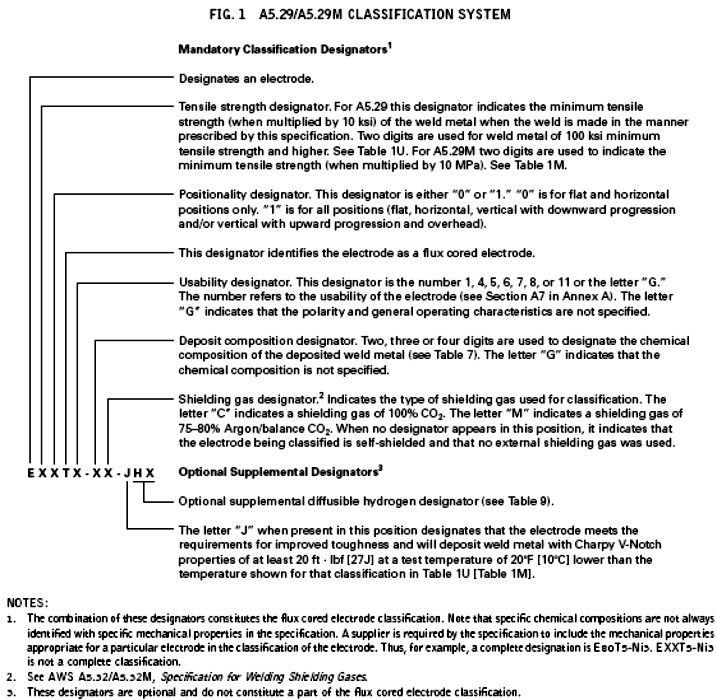 FIG. 1 A5.29/A5.29M CLASSIFICATION SYSTEM
Mandatory Classification Designators1
Designates an electrode.
Tensile strength designator. For A5.29 this designator indicates the minimum tensile
strength (when multiplied by 10 ksi) of the weld metal when the weld is made in the manner
prescribed by this specification. Two digits are used for weld metal of 100 ksi minimum
tensile strength and higher. See Table 1U. For A5.29M two digits are used to indicate the
minimum tensile strength (when multiplied by 10 MPa). See Table 1M.
Positionality designator. This designator is either "0" or "1." "0" is for flat and horizontal
positions only. "1" is for all positions (flat, horizontal, vertical with downward progression
and/or vertical with upward progression and overhead).
This designator identifies the electrode as a flux cored electrode.
Usability designator. This designator is the number 1, 4, 5, 6, 7, 8, or 11 or the letter "G."
The number refers to the usability of the electrode (see Section A7 in Annex A). The letter
"G" indicates that the polarity and general operating characteristics are not specified.
Deposit composition designator. Two, three or four digits are used to designate the chemical
composition of the deposited weld metal (see Table 7). The letter "G" indicates that the
chemical composition is not specified.
Shielding gas designator.2 Indicates the type of shielding gas used for classification. The
letter "C" indicates a shielding gas of 100% CO2. The letter "M" indicates a shielding gas of
75–80% Argon/balance CO2. When no designator appears in this position, it indicates that
the electrode being classified is self-shielded and that no external shielding gas was used.
E X X T X - X X - J H X Optional Supplemental Designators3
Optional supplemental diffusible hydrogen designator (see Table 9).
The letter "J" when present in this position designates that the electrode meets the
requirements for improved toughness and will deposit weld metal with Charpy V-Notch
properties of at least 20 ft · lbf [27J] at a test temperature of 20°F [10°C] lower than the
temperature shown for that classification in Table 1U [Table 1M].
NOTES:
1. The combination of these designators constitutes the flux cored electrode classification. Note that specific chemical compositions are not always
identified with specific mechanical properties in the specification. A supplier is required by the specification to include the mechanical properties
appropriate for a particular electrode in the classification of the electrode. Thus, for example, a complete designation is E80T5-Ni3. EXXT5-Ni3
is not a complete classification.
2. See AWS A5.32/A5.32M, Specification for Welding Shielding Gases.
3. These designators are optional and do not constitute a part of the flux cored electrode classification.